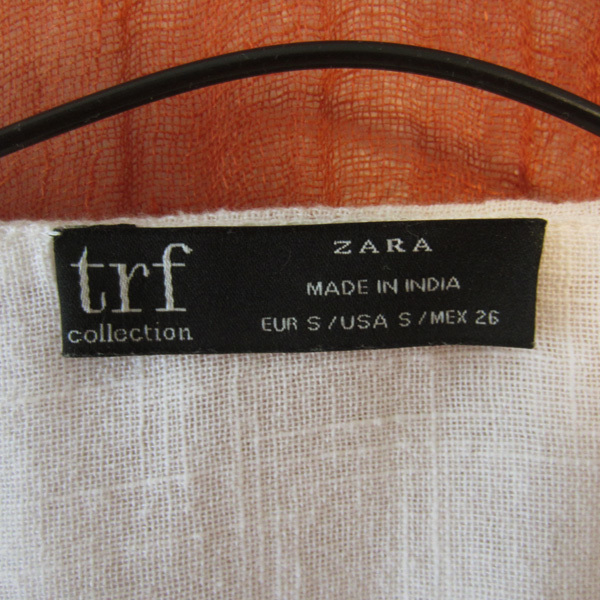 trf
collection
ZARA
MADE IN INDIA
EUR S / USA S / MEX 26